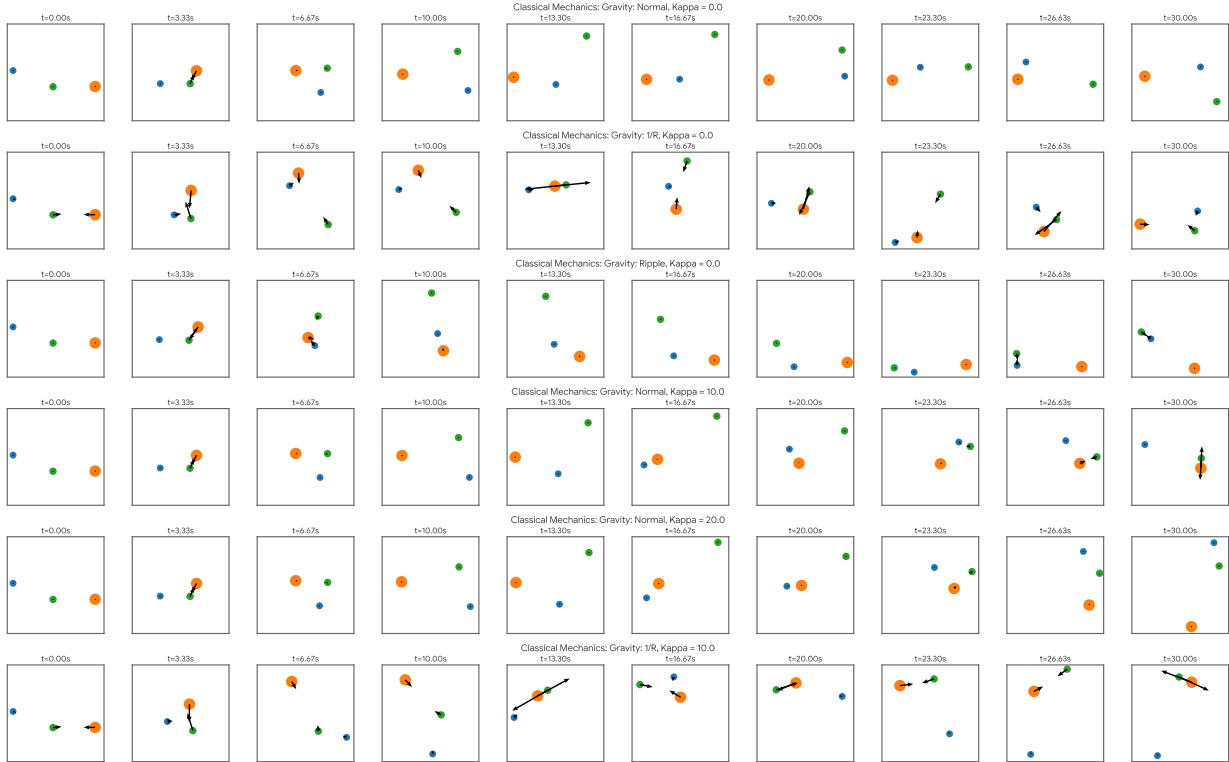 Classical Mechanics: Gravity: Normal, Kappa = 0.0
t=0.00s t=3.33s t=6.67s t=10.00s t=13.30s t=16.67s t=20.00s t=23.30s t=26.63s t=30.00s
Classical Mechanics: Gravity: 1/R, Kappa = 0.0
t=0.00s t=3.33s t=6.67s t=10.00s t=13.30s t=16.67s t=20.00s t=23.30s t=26.63s t=30.00s
Classical Mechanics: Gravity: Ripple, Kappa = 0.0
t=0.00s t=3.33s t=6.67s t=10.00s t=13.30s t=16.67s t=20.00s t=23.30s t=26.63s t=30.00s
Classical Mechanics: Gravity: Normal, Kappa = 10.0
t=0.00s t=3.33s t=6.67s t=10.00s t=13.30s t=16.67s t=20.00s t=23.30s t=26.63s t=30.00s
Classical Mechanics: Gravity: Normal, Kappa = 20.0
t=0.00s t=3.33s t=6.67s t=10.00s t=13.30s t=16.67s t=20.00s t=23.30s t=26.63s t=30.00s
Classical Mechanics: Gravity: 1/R, Kappa = 10.0
t=0.00s t=3.33s t=6.67s t=10.00s t=13.30s t=16.67s t=20.00s t=23.30s t=26.63s t=30.00s